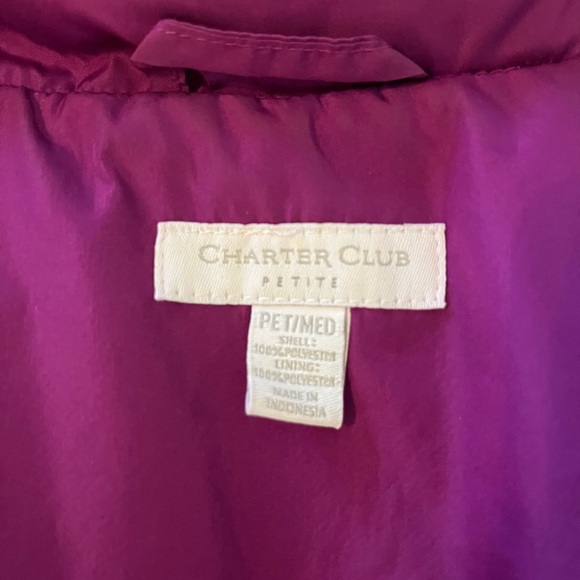 CHARTER CLUB
PETITE
PET/MED
SHELL:
100%POLYESTER
LINING:
100%POLYESTER
MADE IN
INDONESIA